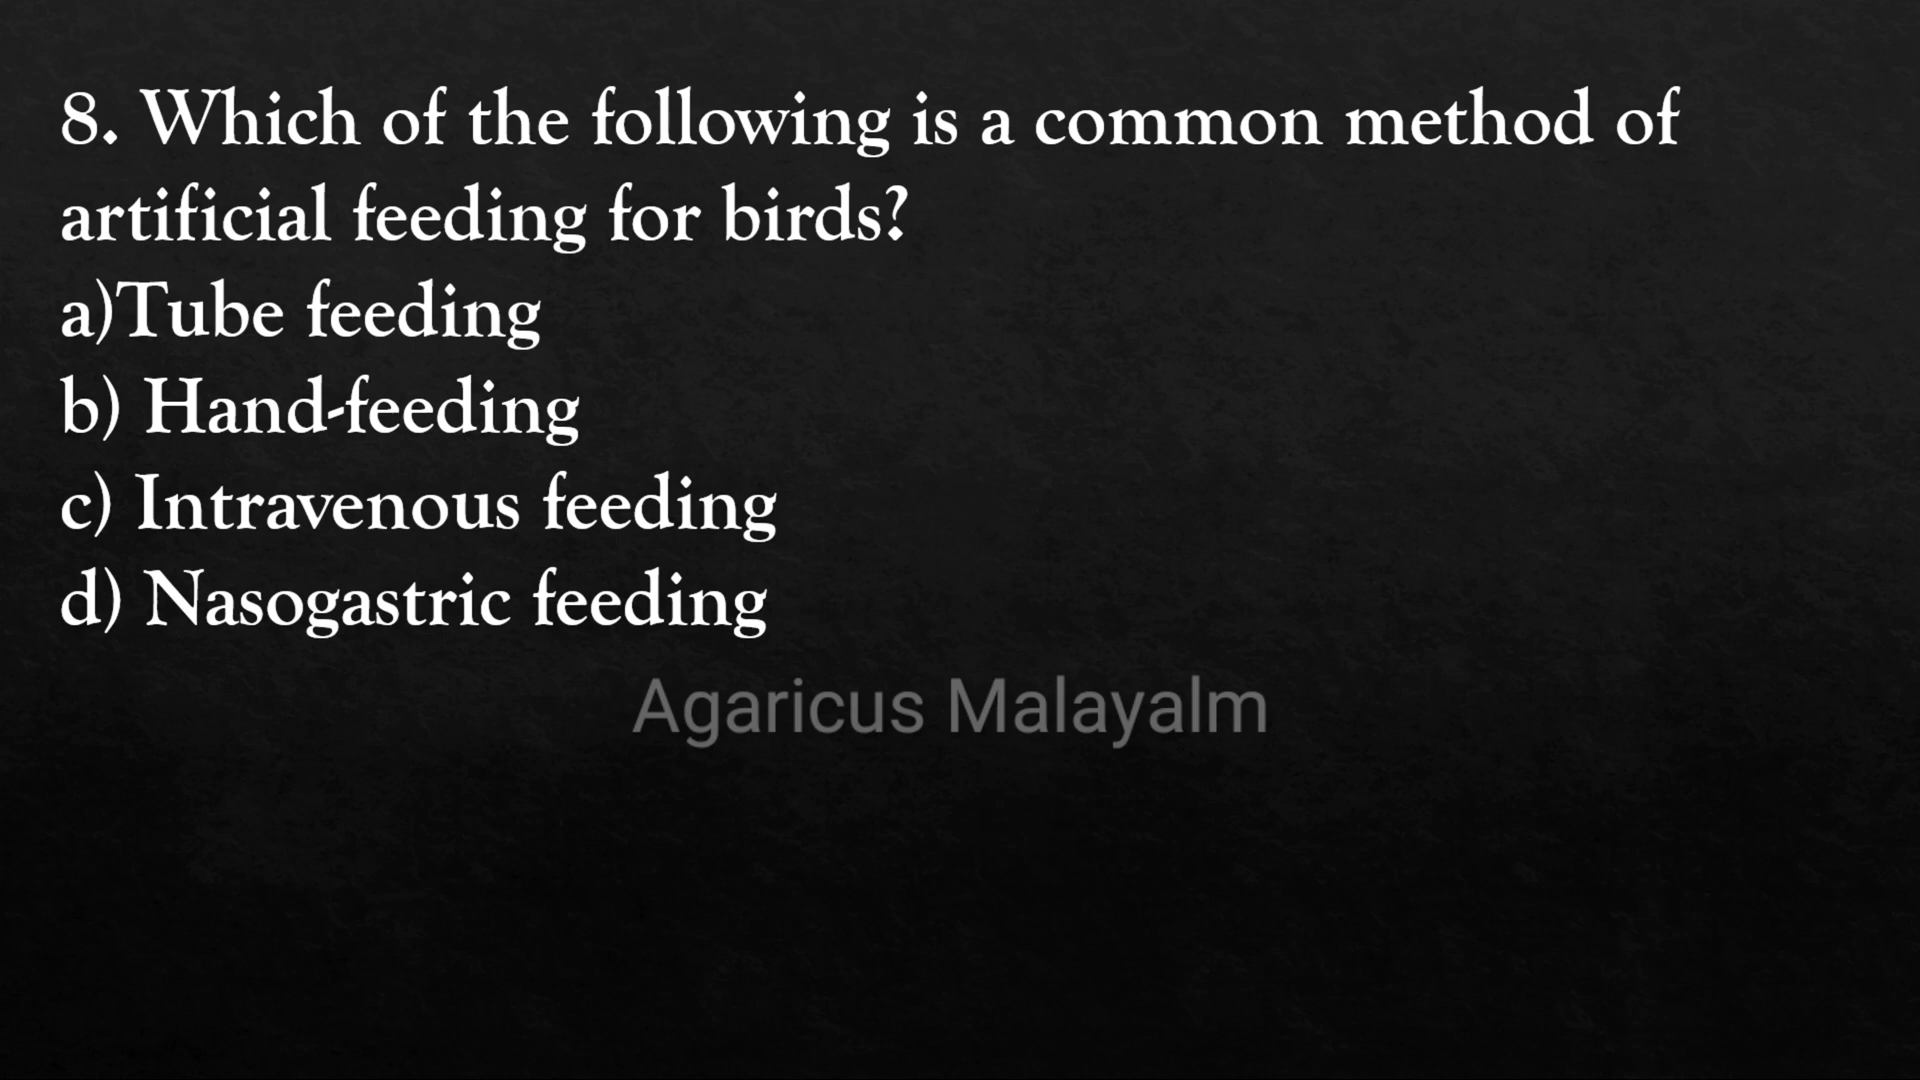 8. Which of the following is a common method of
artificial feeding for birds?
a)Tube feeding
b) Hand-feeding
c) Intravenous feeding
d) Nasogastric feeding
Agaricus Malayalm